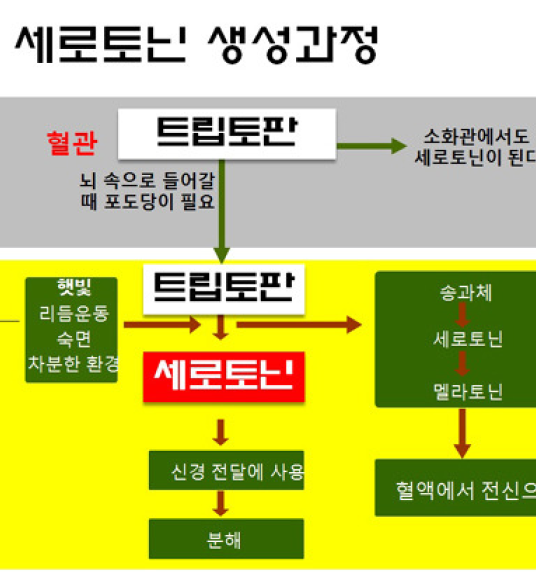 세로토닌 생성과정
혈관
트립토판
소화관에서도
세로토닌이 된다
뇌 속으로 들어갈
때 포도당이 필요
트립토판
햇빛
리듬운동
숙면
차분한 환경
세로토닌
송과체
세로토닌
멜라토닌
신경 전달에 사용
혈액에서 전신으
분해